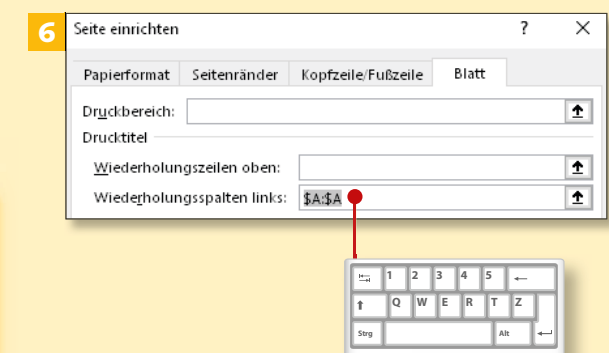 6 Seite einrichten ? ×
Papierformat Seitenränder Kopfzeile/Fußzeile Blatt
Druckbereich:
Drucktitel
Wiederholungszeilen oben:
Wiederholungsspalten links: $A:$A
1 2 3 4 5 ←
Q W E R T Z
Strg Alt